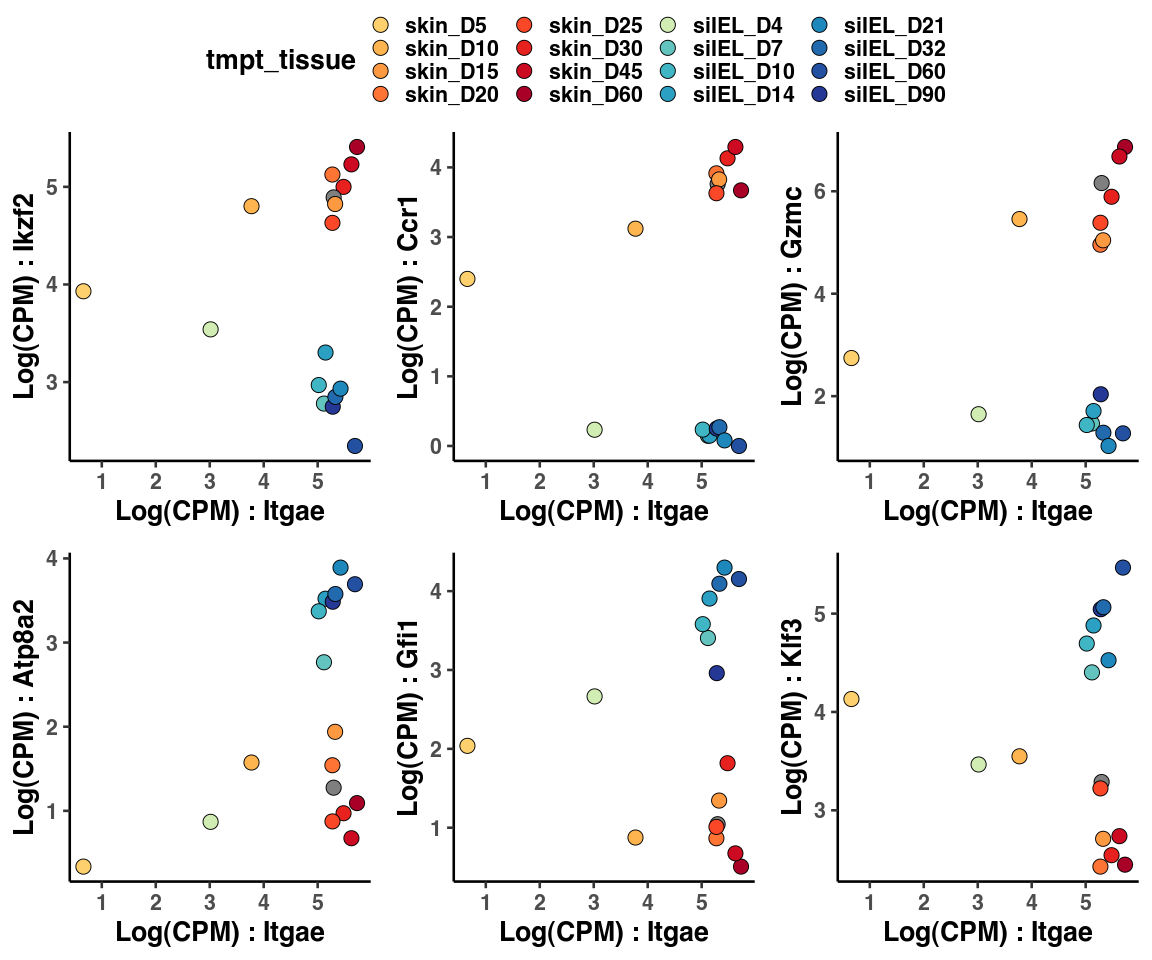 tmpt_tissue
skin_D5 skin_D25 siIEL_D4 siIEL_D21
skin_D10 skin_D30 siIEL_D7 siIEL_D32
skin_D15 skin_D45 siIEL_D10 siIEL_D60
skin_D20 skin_D60 siIEL_D14 siIEL_D90
Log(CPM) : Ikzf2
5
4
3
1 2 3 4 5
Log(CPM) : Itgae
Log(CPM) : Ccr1
4
3
2
1
0
1 2 3 4 5
Log(CPM) : Itgae
Log(CPM) : Gzmc
6
4
2
1 2 3 4 5
Log(CPM) : Itgae
Log(CPM) : Atp8a2
4
3
2
1
1 2 3 4 5
Log(CPM) : Itgae
Log(CPM) : Gfi1
4
3
2
1
1 2 3 4 5
Log(CPM) : Itgae
Log(CPM) : Klf3
5
4
3
1 2 3 4 5
Log(CPM) : Itgae